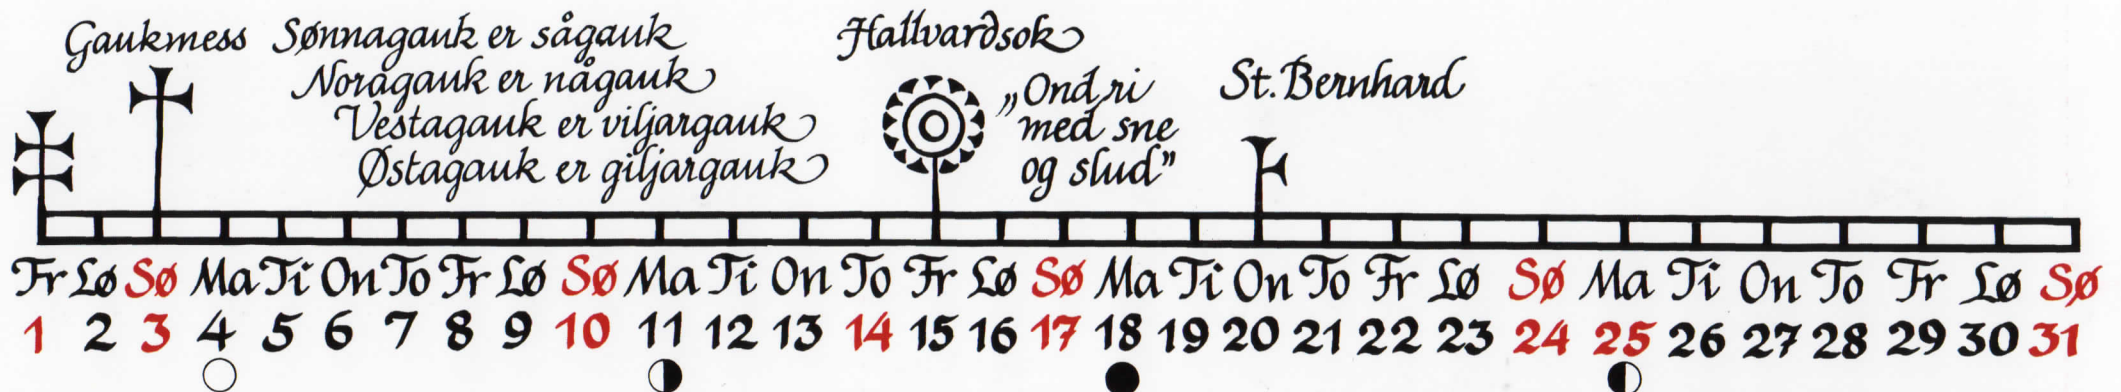 Gaukmess
Sønnagauk er sågauk
Noragauk er någauk
Vestagauk er viljargauk
Østagauk er giljargauk
Hallvardsok
„Ond ri
med sne
og slud”
St. Bernhard
Fr Lø Sø Ma Ti On To Fr Lø Sø Ma Ti On To Fr Lø Sø Ma Ti On To Fr Lø Sø Ma Ti On To Fr Lø Sø
1 2 3 4 5 6 7 8 9 10 11 12 13 14 15 16 17 18 19 20 21 22 23 24 25 26 27 28 29 30 31